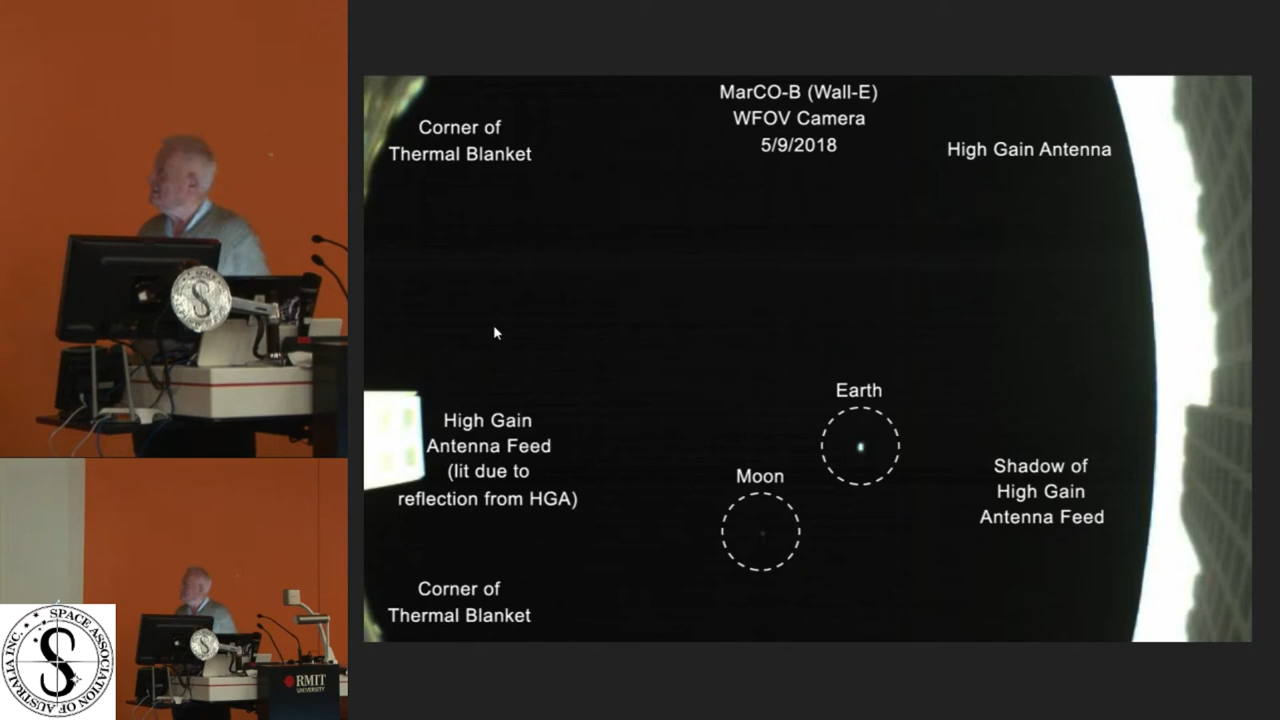 MarCO-B (Wall-E)
WFOV Camera
5/9/2018
Corner of
Thermal Blanket
High Gain Antenna
Earth
High Gain
Antenna Feed
(lit due to
reflection from HGA)
Moon
Shadow of
High Gain
Antenna Feed
Corner of
Thermal Blanket
SPACE ASSOCIATION OF AUSTRALIA INC.
S
RMIT
UNIVERSITY